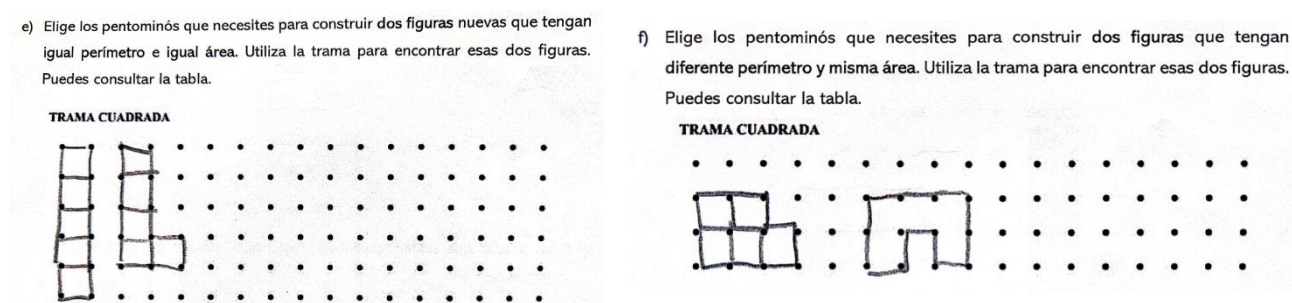 e) Elige los pentominós que necesites para construir dos figuras nuevas que tengan
igual perímetro e igual área. Utiliza la trama para encontrar esas dos figuras.
Puedes consultar la tabla.
TRAMA CUADRADA
f) Elige los pentominós que necesites para construir dos figuras que tengan
diferente perímetro y misma área. Utiliza la trama para encontrar esas dos figuras.
Puedes consultar la tabla.
TRAMA CUADRADA